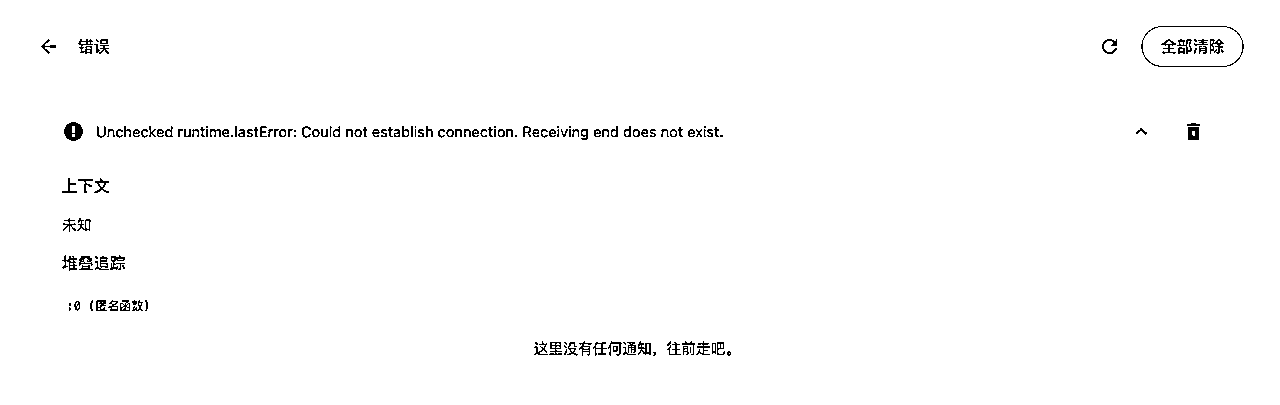 错误
全部清除
Unchecked runtime.lastError: Could not establish connection. Receiving end does not exist.
上下文
未知
堆叠追踪
:0 (匿名函数)
这里没有任何通知，往前走吧。